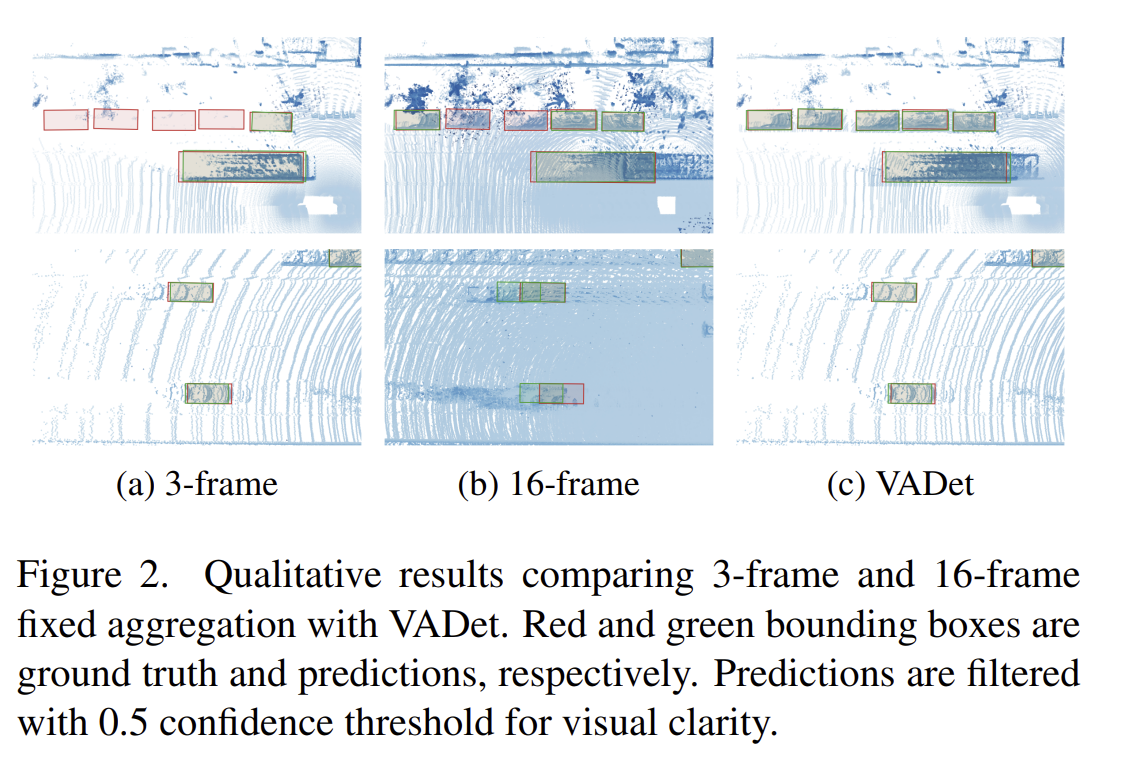 (a) 3-frame
(b) 16-frame
(c) VADet
Figure 2. Qualitative results comparing 3-frame and 16-frame
fixed aggregation with VADet. Red and green bounding boxes are
ground truth and predictions, respectively. Predictions are filtered
with 0.5 confidence threshold for visual clarity.